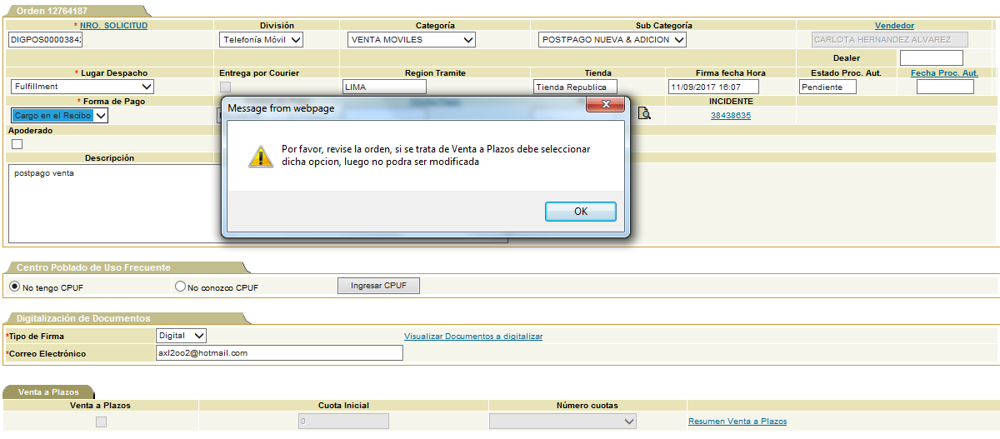 Orden 12764187
* NRO. SOLICITUD División Categoría Sub Categoría Vendedor
DIGPOS00003842 Telefonía Móvil VENTA MOVILES POSTPAGO NUEVA & ADICION CARLOTA HERNANDEZ ALVAREZ
Dealer
* Lugar Despacho Entrega por Courier Region Tramite Tienda Firma fecha Hora Estado Proc. Aut. Fecha Proc. Aut.
Fulfillment LIMA Tienda Republica 11/09/2017 16:07 Pendiente
* Forma de Pago INCIDENTE
Cargo en el Recibo 38438635
Apoderado
Descripción
postpago venta
Message from webpage
Por favor, revise la orden, si se trata de Venta a Plazos debe seleccionar
dicha opcion, luego no podra ser modificada
OK
Centro Poblado de Uso Frecuente
No tengo CPUF No conozco CPUF Ingresar CPUF
Digitalización de Documentos
*Tipo de Firma Digital Visualizar Documentos a digitalizar
*Correo Electrónico axl2oo2@hotmail.com
Venta a Plazos
Venta a Plazos Cuota Inicial Número cuotas
0 Resumen Venta a Plazos